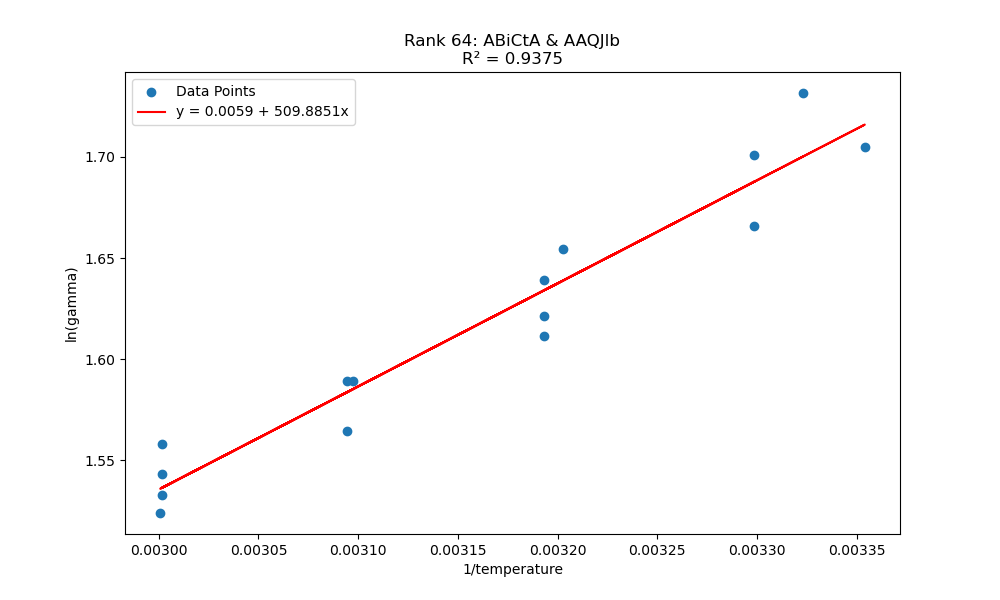 Rank 64: ABiCtA & AAQJIb
R² = 0.9375
Data Points
y = 0.0059 + 509.8851x
ln(gamma)
1.70
1.65
1.60
1.55
0.00300 0.00305 0.00310 0.00315 0.00320 0.00325 0.00330 0.00335
1/temperature